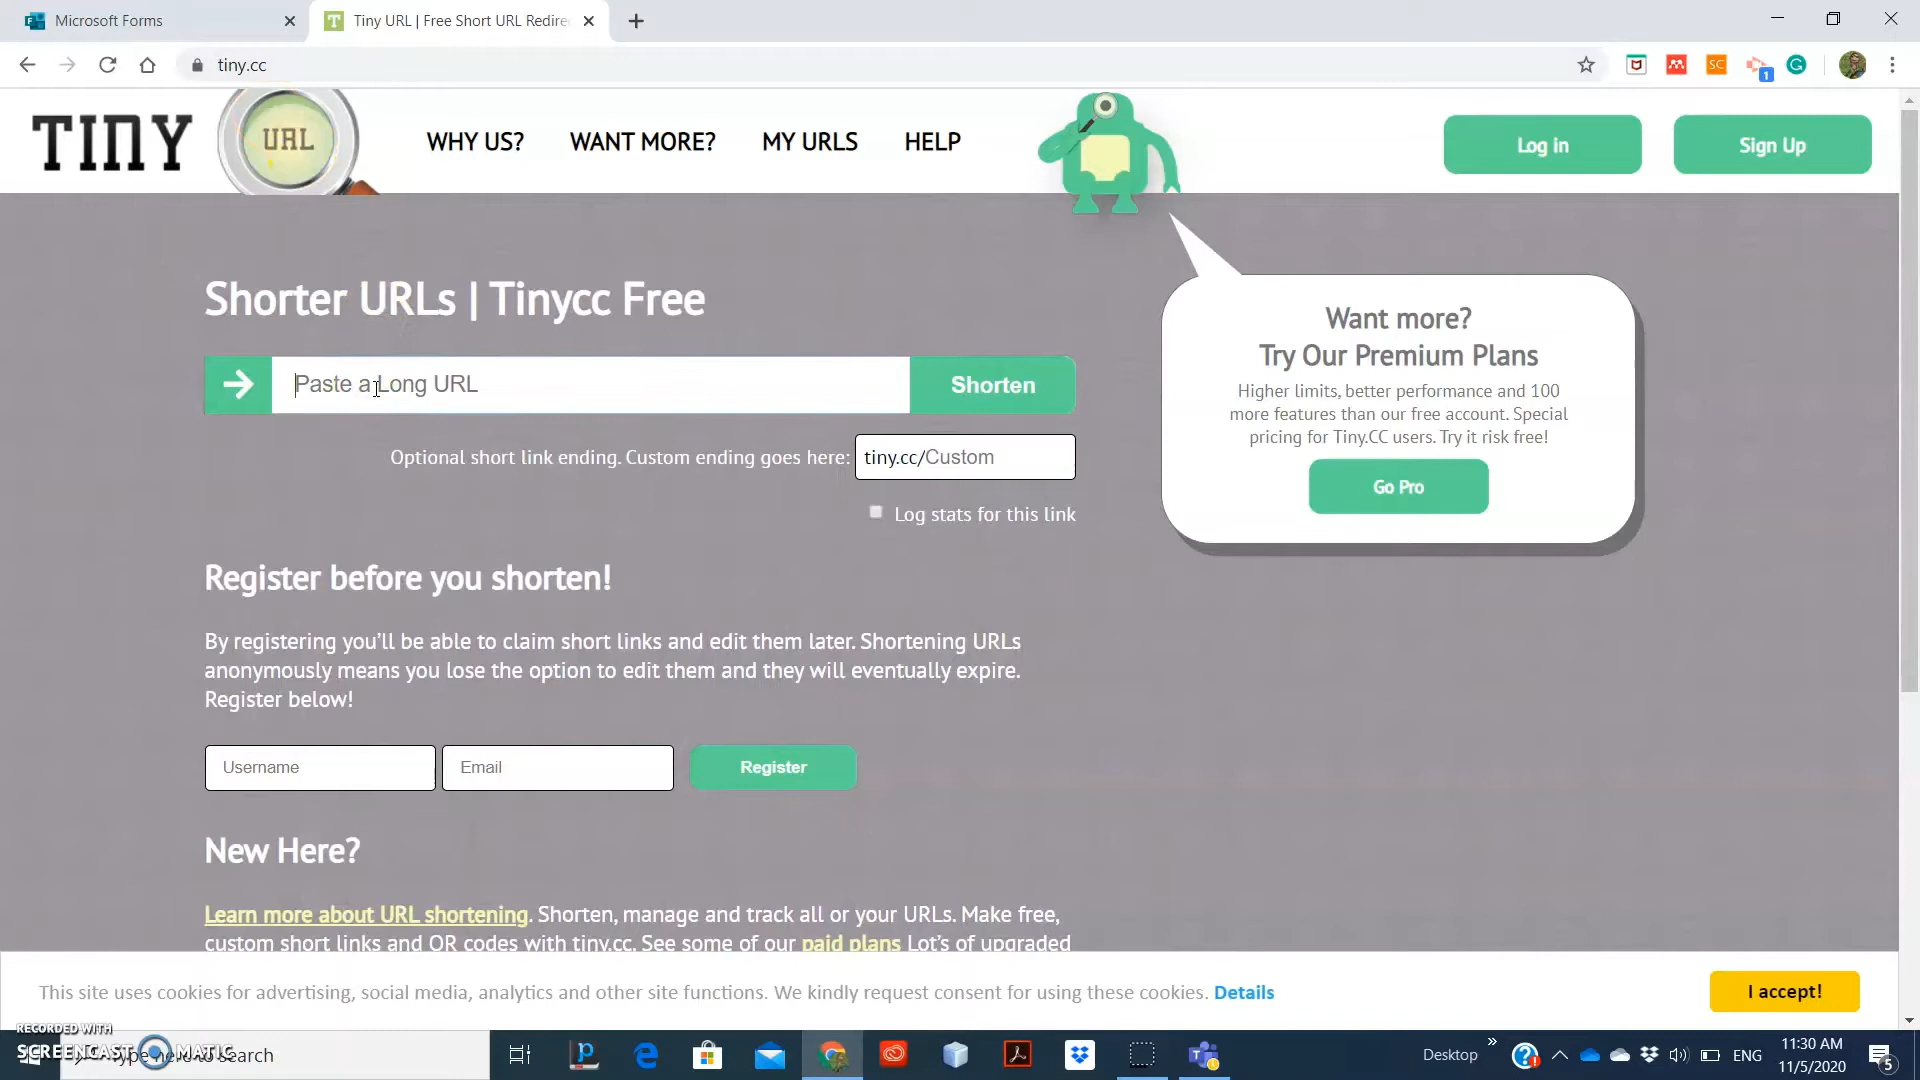 Microsoft Forms
Tiny URL | Free Short URL Redire
tiny.cc
SC
1
TINY URL
WHY US?
WANT MORE?
MY URLS
HELP
Log in
Sign Up
Shorter URLs | Tinycc Free
Paste a Long URL
Shorten
Optional short link ending. Custom ending goes here:
tiny.cc/Custom
Log stats for this link
Want more?
Try Our Premium Plans
Higher limits, better performance and 100
more features than our free account. Special
pricing for Tiny.CC users. Try it risk free!
Go Pro
Register before you shorten!
By registering you'll be able to claim short links and edit them later. Shortening URLs
anonymously means you lose the option to edit them and they will eventually expire.
Register below!
Username
Email
Register
New Here?
Learn more about URL shortening. Shorten, manage and track all or your URLs. Make free,
custom short links and QR codes with tiny.cc. See some of our paid plans Lot's of upgraded
This site uses cookies for advertising, social media, analytics and other site functions. We kindly request consent for using these cookies. Details
I accept!
RECORDED WITH
SCREENCAST MATIC
Type here to search
Desktop
ENG
11:30 AM
11/5/2020
5